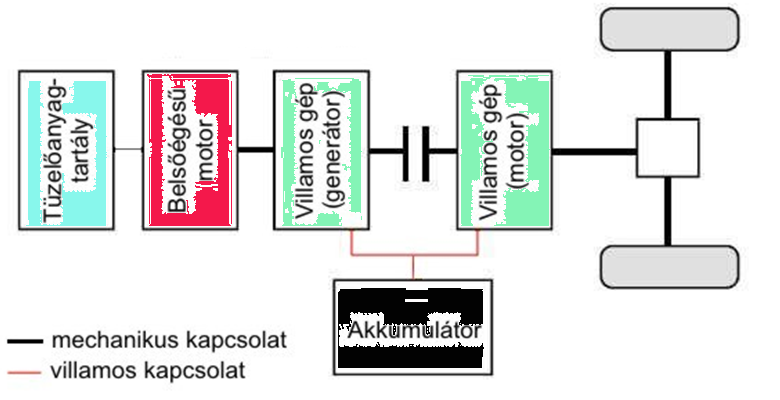 Tüzelőanyag-
tartály
Belsőégésű
motor
Villamos gép
(generátor)
Villamos gép
(motor)
Akkumulátor
mechanikus kapcsolat
villamos kapcsolat